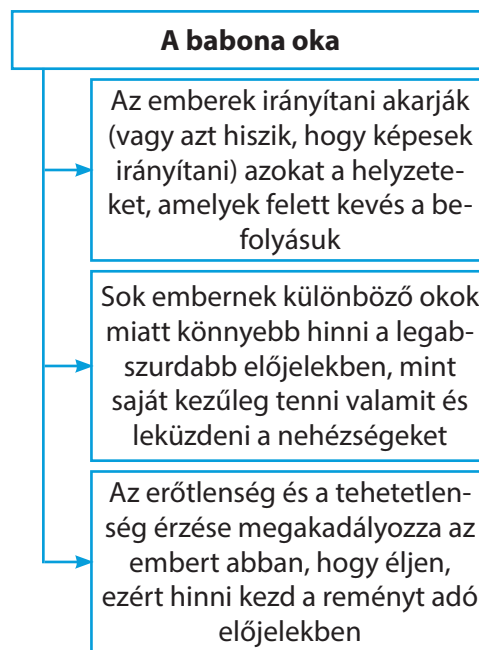 A babona oka
Az emberek irányítani akarják
(vagy azt hiszik, hogy képesek
irányítani) azokat a helyzete-
ket, amelyek felett kevés a be-
folyásuk
Sok embernek különböző okok
miatt könnyebb hinni a legab-
szurdabb előjelekben, mint
saját kezűleg tenni valamit és
leküzdeni a nehézségeket
Az erőtlenség és a tehetetlen-
ség érzése megakadályozza az
embert abban, hogy éljen,
ezért hinni kezd a reményt adó
előjelekben